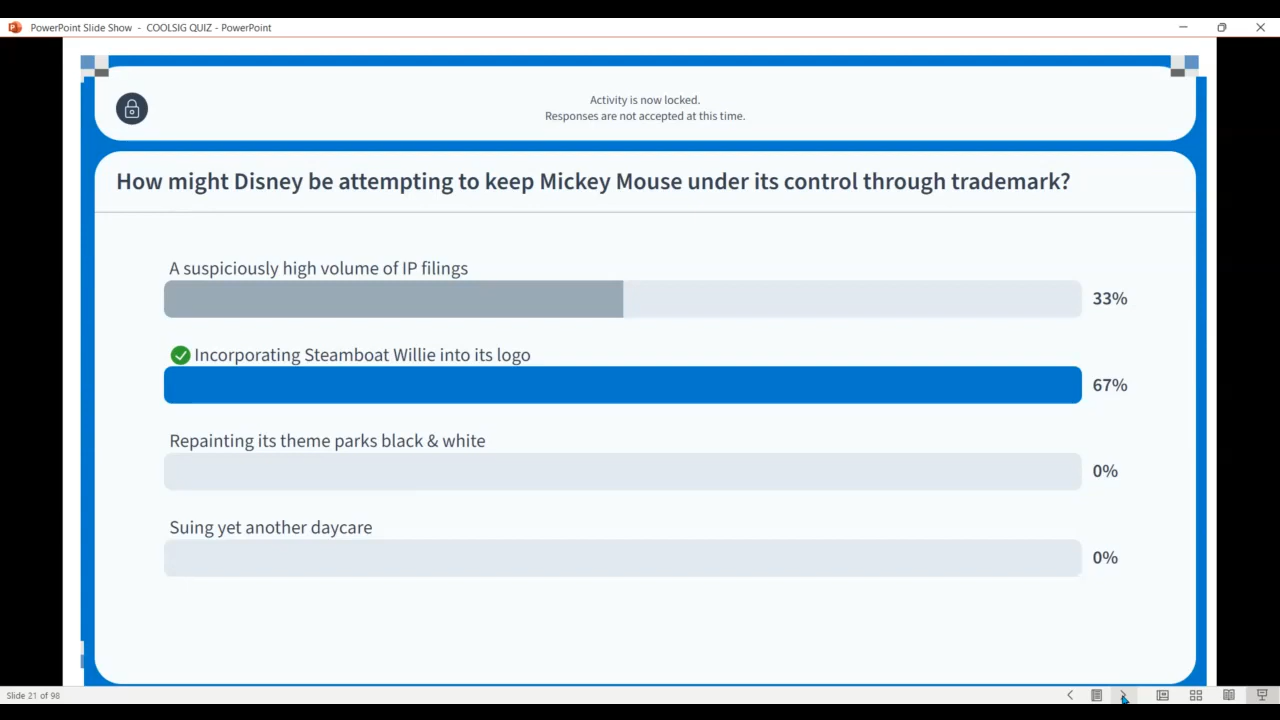 PowerPoint Slide Show - COOLSIG QUIZ - PowerPoint
Activity is now locked.
Responses are not accepted at this time.
How might Disney be attempting to keep Mickey Mouse under its control through trademark?
A suspiciously high volume of IP filings
33%
Incorporating Steamboat Willie into its logo
67%
Repainting its theme parks black & white
0%
Suing yet another daycare
0%
Slide 21 of 98